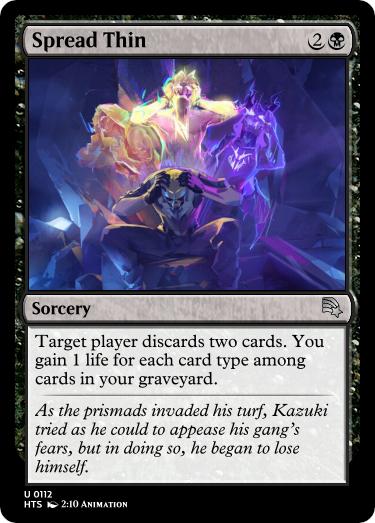 Spread Thin 2
Sorcery
Target player discards two cards. You
gain 1 life for each card type among
cards in your graveyard.
As the prismads invaded his turf, Kazuki
tried as he could to appease his gang's
fears, but in doing so, he began to lose
himself.
U 0112
HTS 2:10 ANIMATION